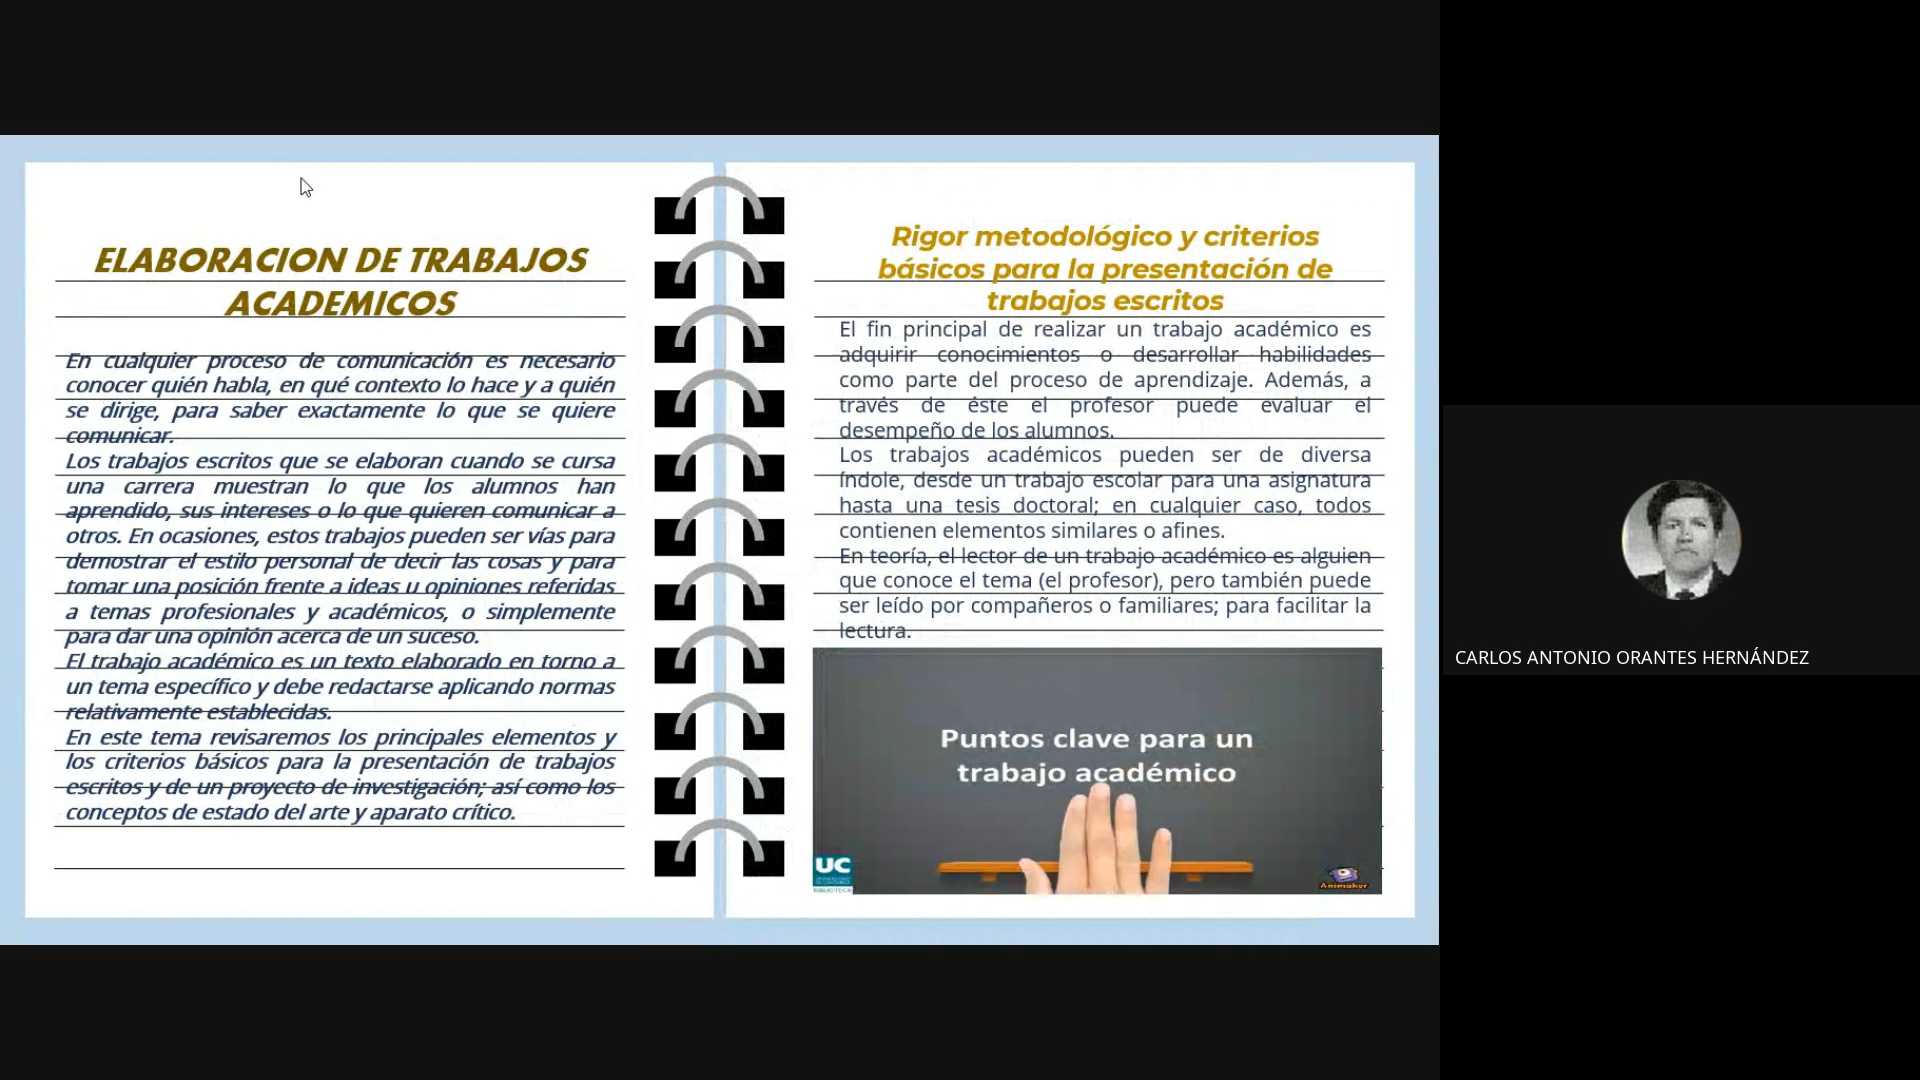 ELABORACION DE TRABAJOS
ACADEMICOS
En cualquier proceso de comunicación es necesario
conocer quién habla, en qué contexto lo hace y a quién
se dirige, para saber exactamente lo que se quiere
comunicar.
Los trabajos escritos que se elaboran cuando se cursa
una carrera muestran lo que los alumnos han
aprendido, sus intereses o lo que quieren comunicar a
otros. En ocasiones, estos trabajos pueden ser vías para
demostrar el estilo personal de decir las cosas y para
tomar una posición frente a ideas u opiniones referidas
a temas profesionales y académicos, o simplemente
para dar una opinión acerca de un suceso.
El trabajo académico es un texto elaborado en torno a
un tema específico y debe redactarse aplicando normas
relativamente establecidas.
En este tema revisaremos los principales elementos y
los criterios básicos para la presentación de trabajos
escritos y de un proyecto de investigación; así como los
conceptos de estado del arte y aparato crítico.
Rigor metodológico y criterios
básicos para la presentación de
trabajos escritos
El fin principal de realizar un trabajo académico es
adquirir conocimientos o desarrollar habilidades
como parte del proceso de aprendizaje. Además, a
través de éste el profesor puede evaluar el
desempeño de los alumnos.
Los trabajos académicos pueden ser de diversa
índole, desde un trabajo escolar para una asignatura
hasta una tesis doctoral; en cualquier caso, todos
contienen elementos similares o afines.
En teoría, el lector de un trabajo académico es alguien
que conoce el tema (el profesor), pero también puede
ser leído por compañeros o familiares; para facilitar la
lectura.
Puntos clave para un
trabajo académico
UC
Animaker
CARLOS ANTONIO ORANTES HERNÁNDEZ